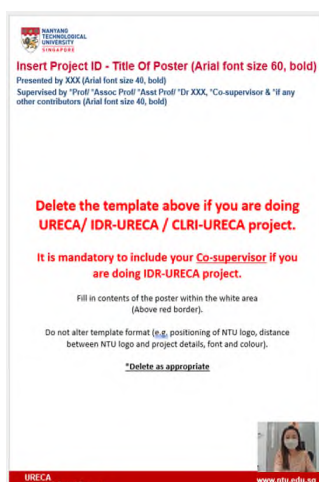 NANYANG
TECHNOLOGICAL
UNIVERSITY
SINGAPORE
Insert Project ID - Title Of Poster (Arial font size 60, bold)
Presented by XXX (Arial font size 40, bold)
Supervised by *Prof/ *Assoc Prof/ *Asst Prof/ *Dr XXX, *Co-supervisor & *if any
other contributors (Arial font size 40, bold)
Delete the template above if you are doing
URECA/ IDR-URECA / CLRI-URECA project.
It is mandatory to include your Co-supervisor if you
are doing IDR-URECA project.
Fill in contents of the poster within the white area
(Above red border).
Do not alter template format (e.g. positioning of NTU logo, distance
between NTU logo and project details, font and colour).
*Delete as appropriate
URECA
www.ntu.edu.sg